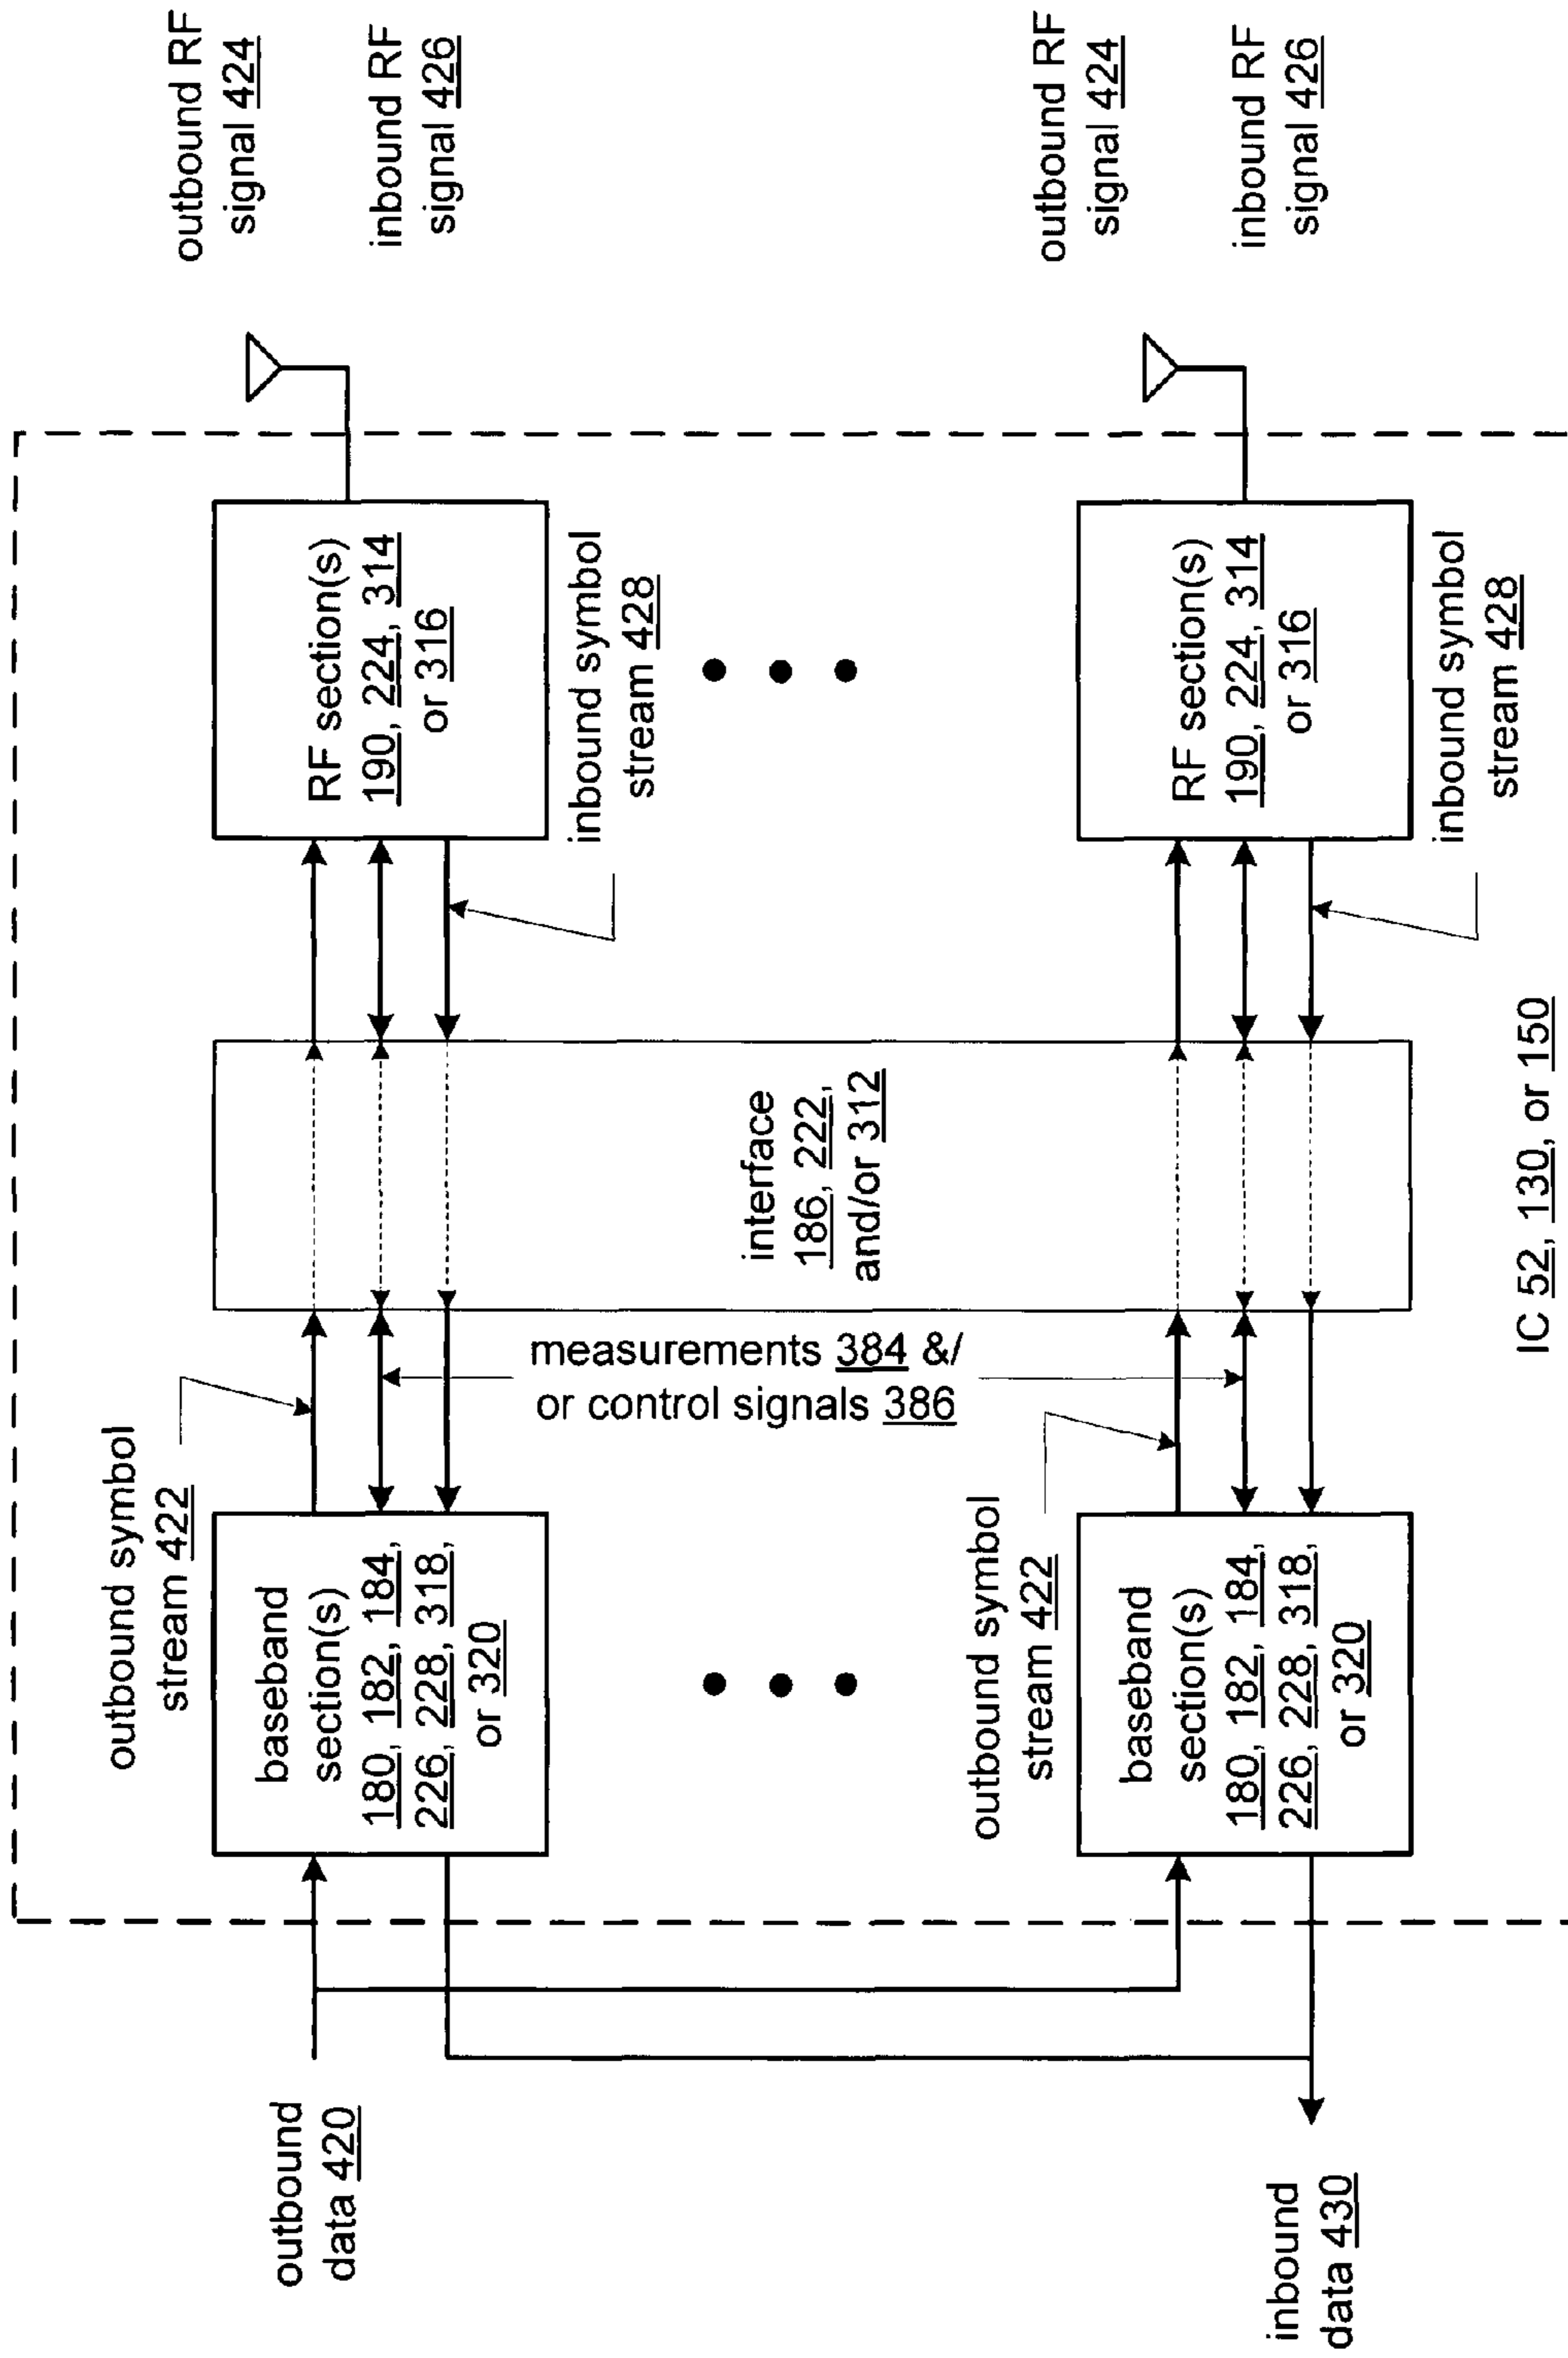 outbound RF
signal 424
inbound RF
signal 426
outbound RF
signal 424
inbound RF
signal 426
RF section(s)
190, 224, 314
or 316
inbound symbol
stream 428
RF section(s)
190, 224, 314
or 316
inbound symbol
stream 428
interface
186, 222,
and/or 312
measurements 384 &/
or control signals 386
outbound symbol
stream 422
baseband
section(s)
180, 182, 184,
226, 228, 318,
or 320
outbound symbol
stream 422
baseband
section(s)
180, 182, 184,
226, 228, 318,
or 320
outbound
data 420
inbound
data 430
IC 52, 130, or 150